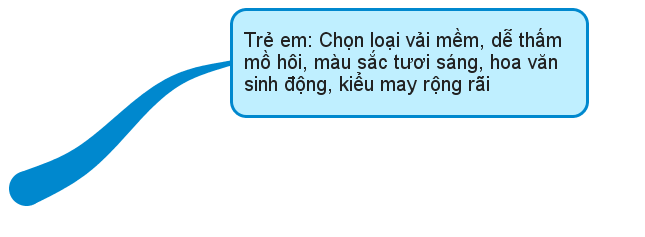 Trẻ em: Chọn loại vải mềm, dễ thấm
mồ hôi, màu sắc tươi sáng, hoa văn
sinh động, kiểu may rộng rãi